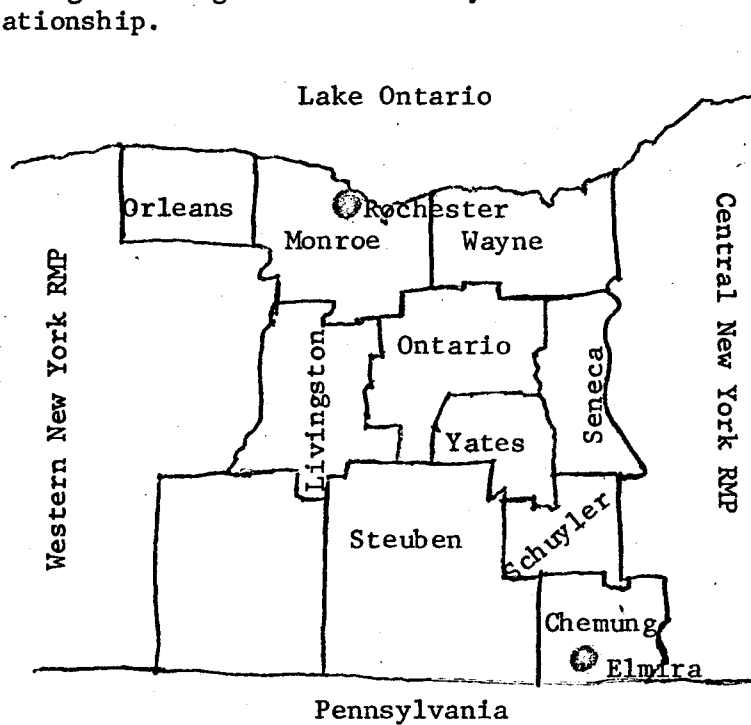 ationship.
Lake Ontario
Orleans
Rochester
Monroe
Wayne
Western New York RMP
Central New York RMP
Livingston
Ontario
Seneca
Yates
Steuben
Schuyler
Chemung
Elmira
Pennsylvania